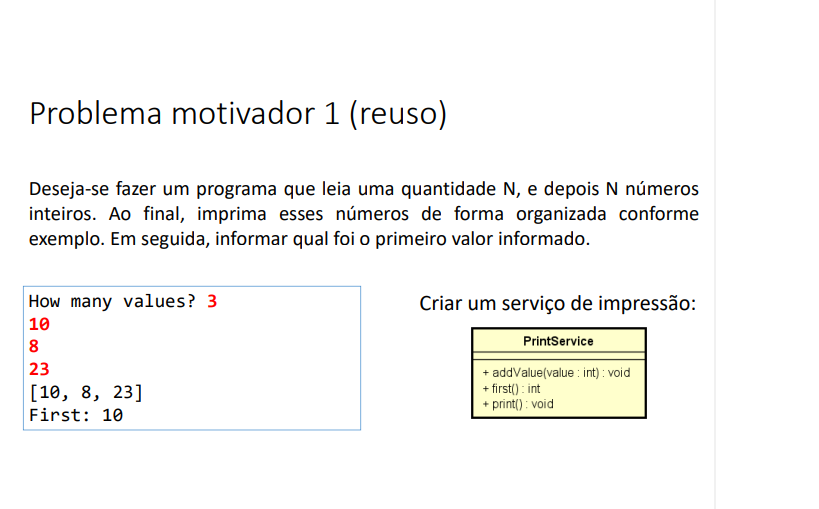 Problema motivador 1 (reuso)
Deseja-se fazer um programa que leia uma quantidade N, e depois N números
inteiros. Ao final, imprima esses números de forma organizada conforme
exemplo. Em seguida, informar qual foi o primeiro valor informado.
How many values? 3
10
8
23
[10, 8, 23]
First: 10
Criar um serviço de impressão:
PrintService
+ addValue(value : int) : void
+ first() : int
+ print() : void